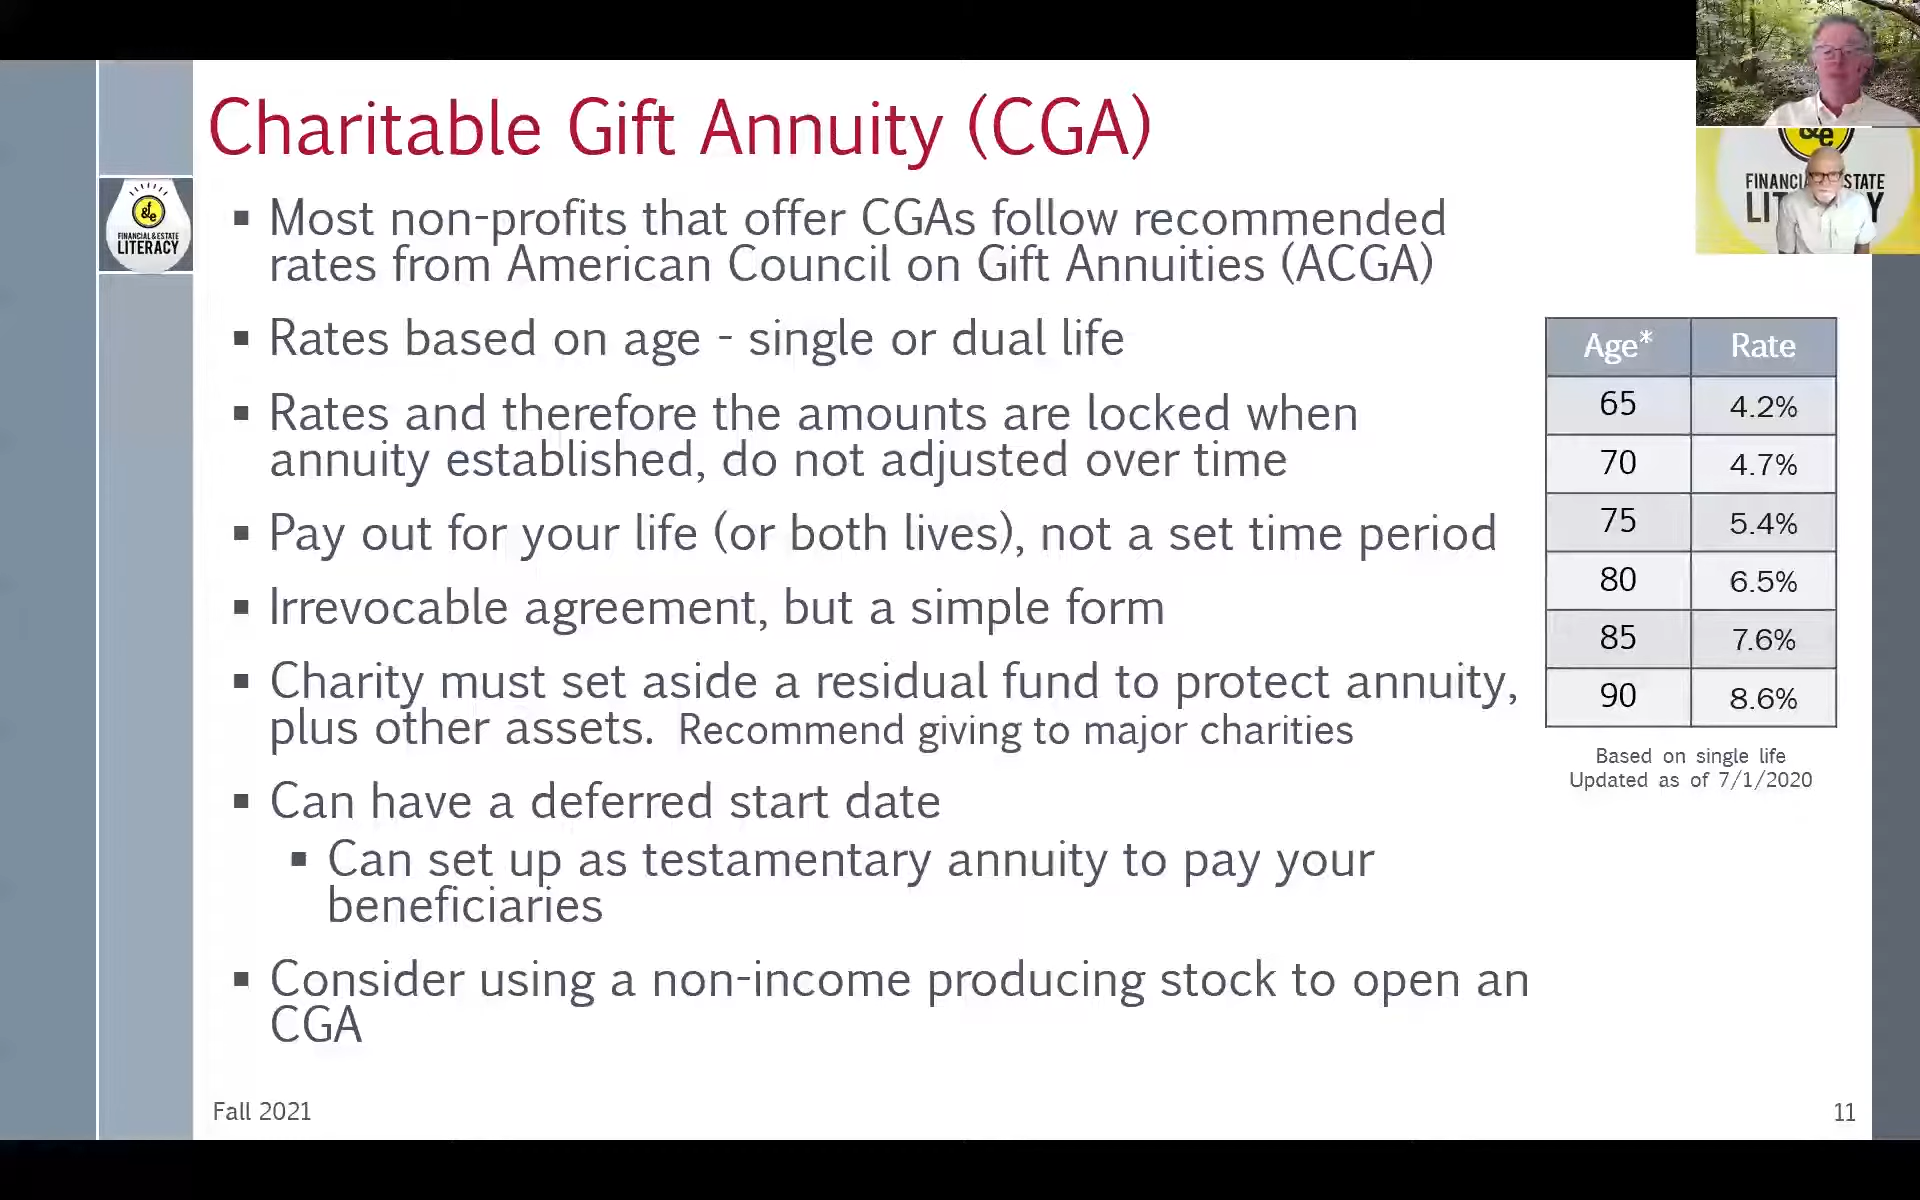 Charitable Gift Annuity (CGA)
▪ Most non-profits that offer CGAs follow recommended
rates from American Council on Gift Annuities (ACGA)
▪ Rates based on age - single or dual life
▪ Rates and therefore the amounts are locked when
annuity established, do not adjusted over time
▪ Pay out for your life (or both lives), not a set time period
▪ Irrevocable agreement, but a simple form
▪ Charity must set aside a residual fund to protect annuity,
plus other assets. Recommend giving to major charities
▪ Can have a deferred start date
▪ Can set up as testamentary annuity to pay your
beneficiaries
▪ Consider using a non-income producing stock to open an
CGA
Age* Rate
65 4.2%
70 4.7%
75 5.4%
80 6.5%
85 7.6%
90 8.6%
Based on single life
Updated as of 7/1/2020
f&e
FINANCIAL & ESTATE
LITERACY
Fall 2021
11